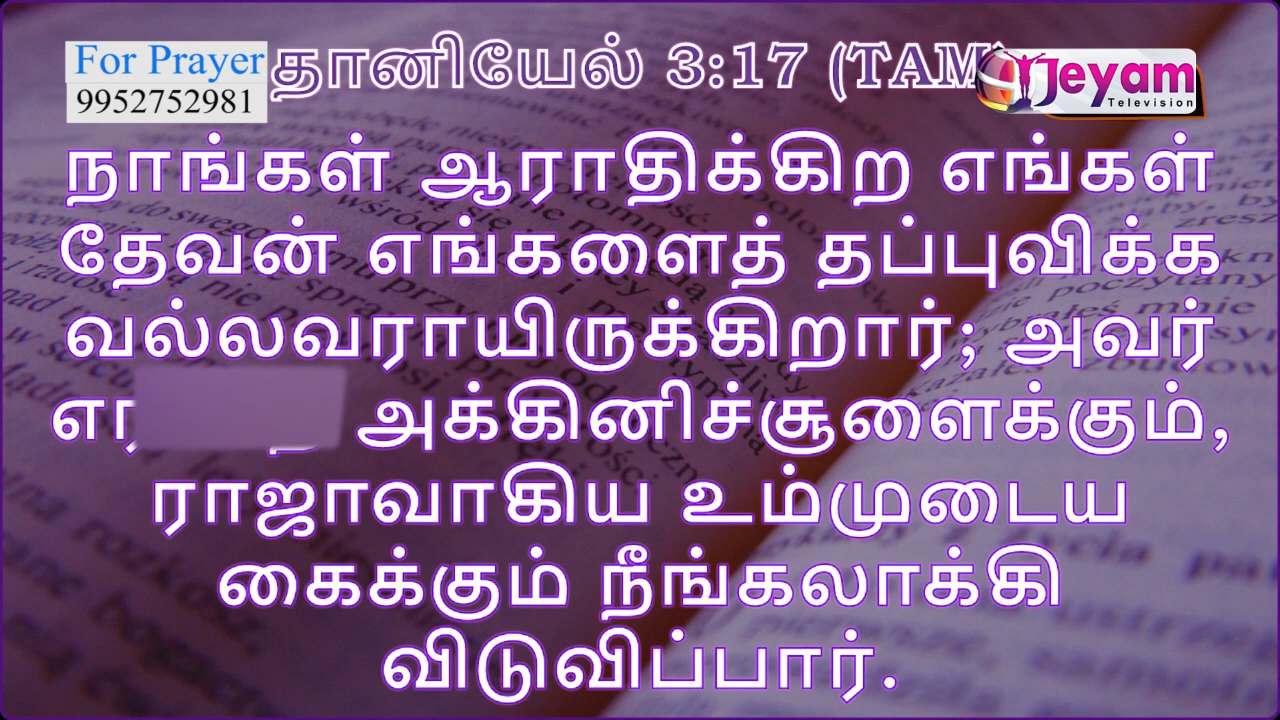 For Prayer
9952752981
தானியேல் 3:17 (TAM)
Jeyam
Television
நாங்கள் ஆராதிக்கிற எங்கள்
தேவன் எங்களைத் தப்புவிக்க
வல்லவராயிருக்கிறார்; அவர்
அக்கினிச்சூளைக்கும்,
ராஜாவாகிய உம்முடைய
கைக்கும் நீங்கலாக்கி
விடுவிப்பார்.